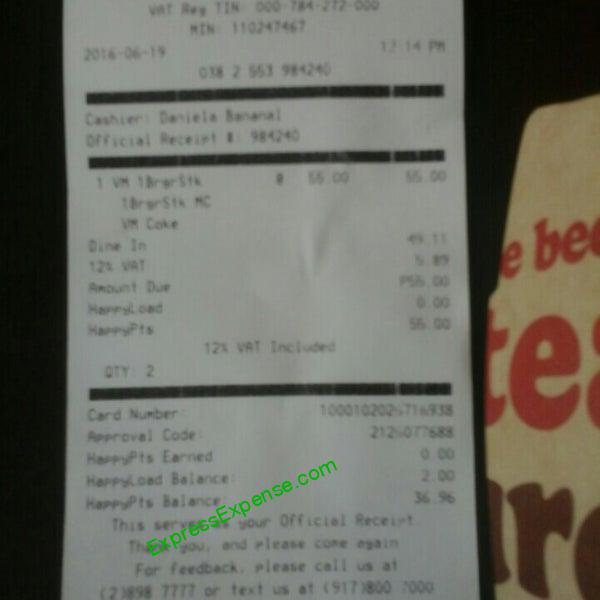 VAT Reg TIN: 000-784-272-000
MIN: 110247467
2016-06-19 12:14 PM
038 2 553 984240
Cashier: Daniela Bananal
Official Receipt #: 984240
1 VM 1BrgrStk @ 55.00 55.00
1BrgrStk MC
VM Coke
Dine In 49.11
12% VAT 5.89
Amount Due P55.00
HappyLoad 0.00
HappyPts 55.00
12% VAT Included
QTY: 2
Card Number:
Approval Code:
HappyPts Earned 0.00
HappyLoad Balance: 2.00
HappyPts Balance: 36.96
This serves as your Official Receipt.
Thank you, and please come again
For feedback, please call us at
(2)898 7777 or text us at (917)800 7000
ExpressExpense.com
e bee
tea